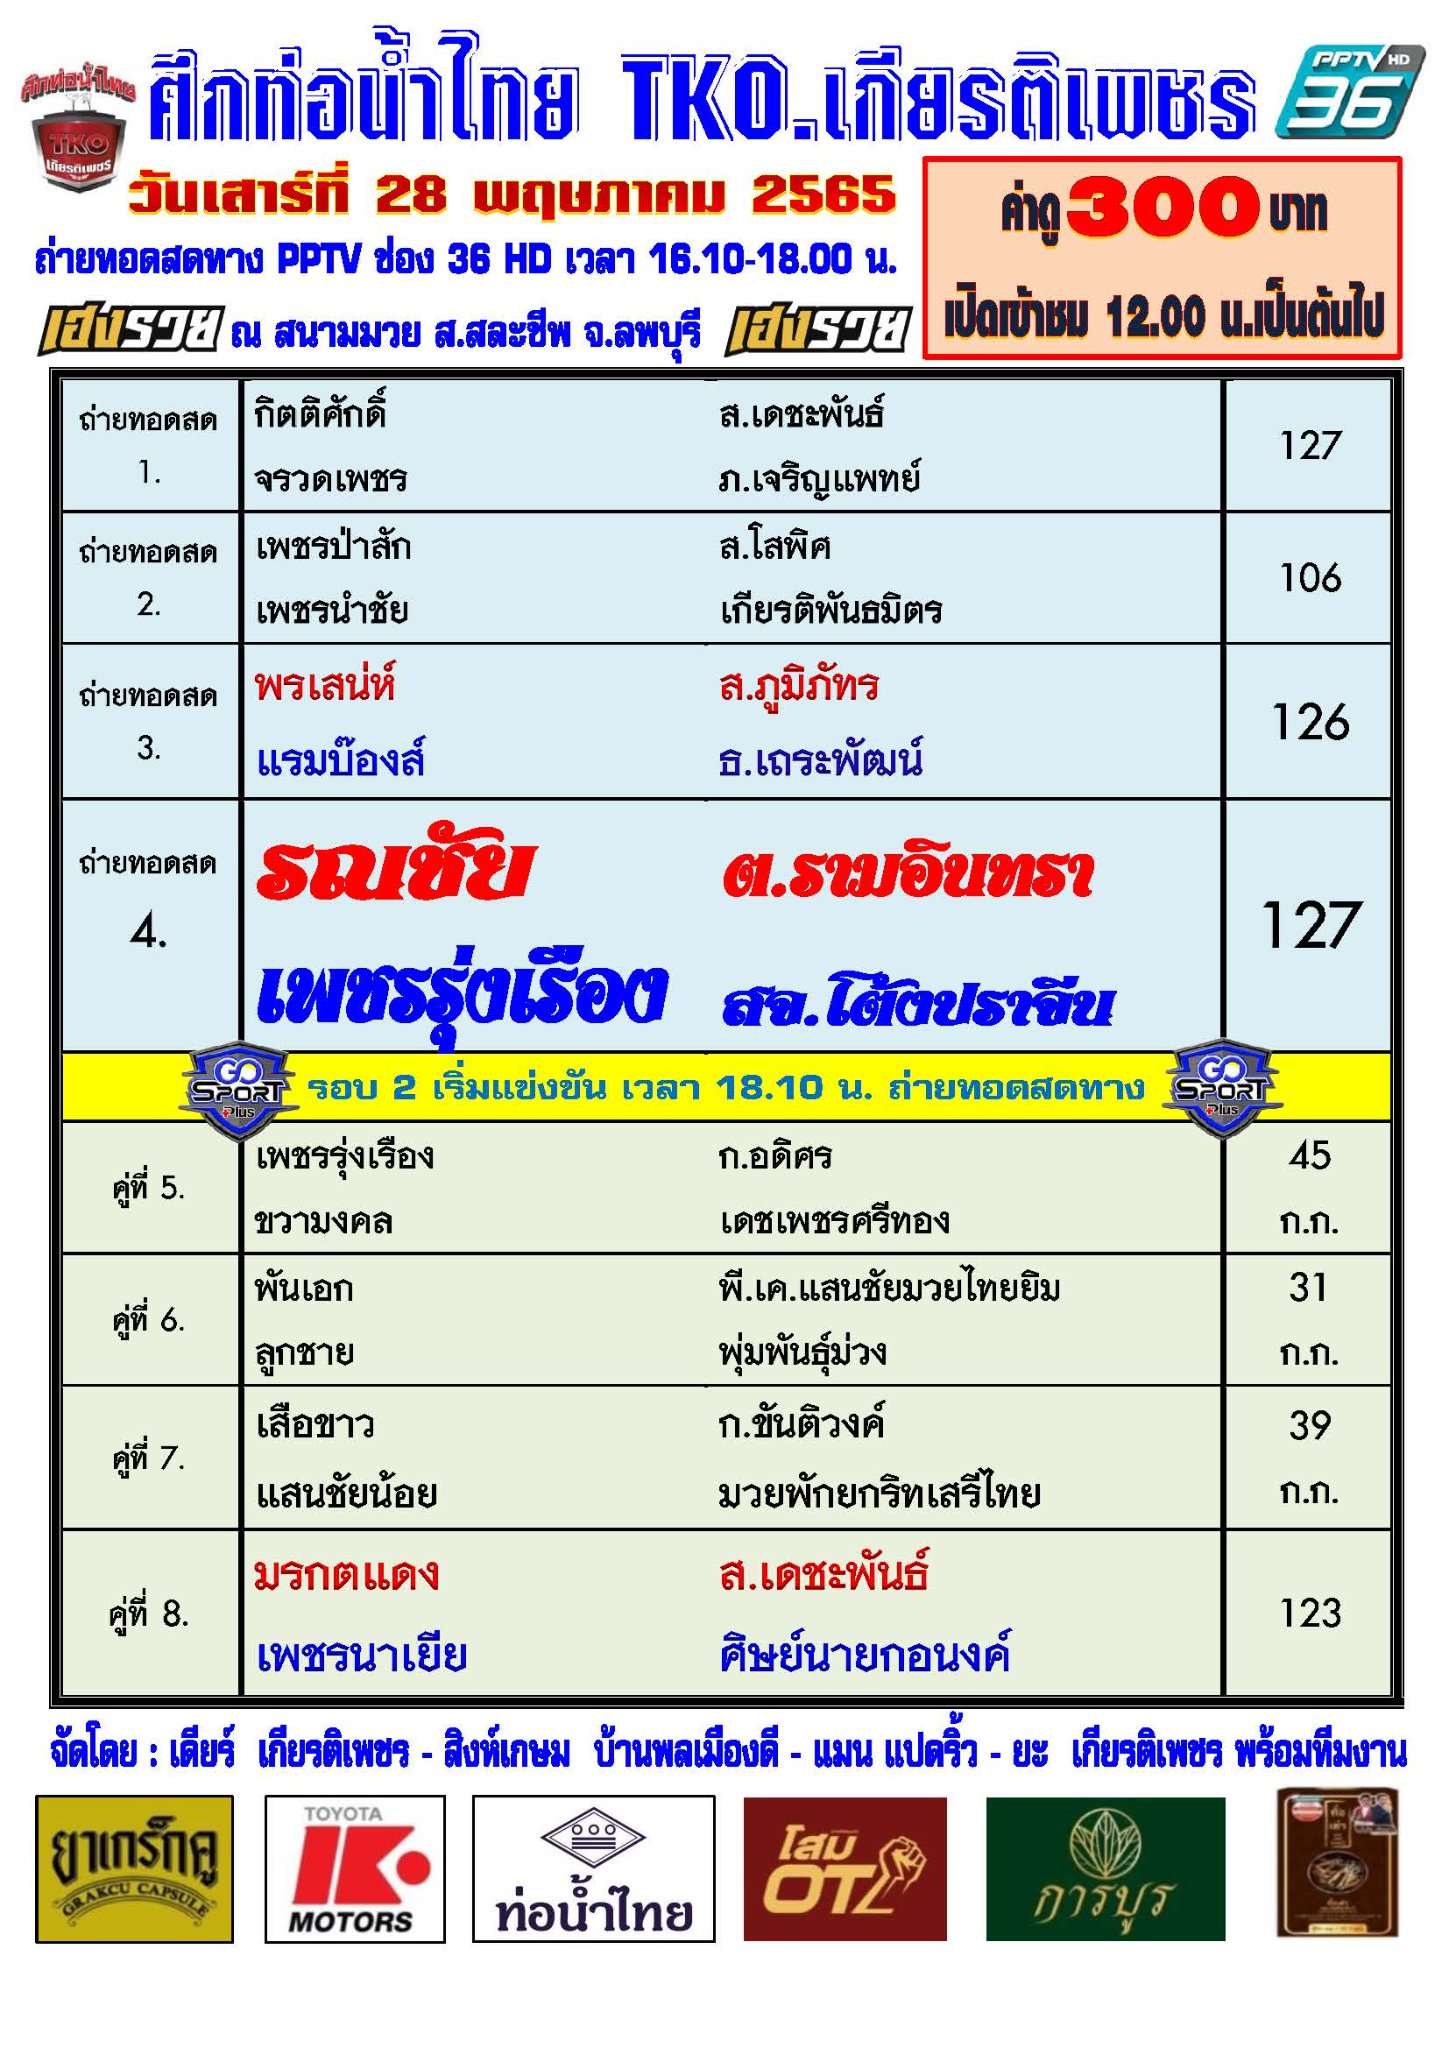 ศึกท่อน้ำไทย TKO.เกียรติเพชร
ศึกท่อน้ำไทย
TKO
เกียรติเพชร
PPTV HD
36
วันเสาร์ที่ 28 พฤษภาคม 2565
ถ่ายทอดสดทาง PPTV ช่อง 36 HD เวลา 16.10-18.00 น.
เฮงรวย ณ สนามมวย ส.สละชีพ จ.ลพบุรี เฮงรวย
ค่าดู 300 บาท
เปิดเข้าชม 12.00 น.เป็นต้นไป
ถ่ายทอดสด 1.
กิตติศักดิ์ ส.เดชะพันธ์
จรวดเพชร ภ.เจริญแพทย์
127
ถ่ายทอดสด 2.
เพชรป่าสัก ส.โสพิศ
เพชรนำชัย เกียรติพันธมิตร
106
ถ่ายทอดสด 3.
พรเสน่ห์ ส.ภูมิภัทร
แรมบ๊องส์ ธ.เถระพัฒน์
126
ถ่ายทอดสด 4.
รณชัย ต.รามอินทรา
เพชรรุ่งเรือง สจ.โต้งปราจีน
127
GO SPORT Plus รอบ 2 เริ่มแข่งขัน เวลา 18.10 น. ถ่ายทอดสดทาง GO SPORT Plus
คู่ที่ 5.
เพชรรุ่งเรือง ก.อดิศร
ขวามงคล เดชเพชรศรีทอง
45 ก.ก.
คู่ที่ 6.
พันเอก พี.เค.แสนชัยมวยไทยยิม
ลูกชาย พุ่มพันธุ์ม่วง
31 ก.ก.
คู่ที่ 7.
เสือขาว ก.ขันติวงค์
แสนชัยน้อย มวยพักยกริทเสรีไทย
39 ก.ก.
คู่ที่ 8.
มรกตแดง ส.เดชะพันธ์
เพชรนาเยีย ศิษย์นายกอนงค์
123
จัดโดย : เดียร์ เกียรติเพชร - สิงห์เกษม บ้านพลเมืองดี - แมน แปดริ้ว - ยะ เกียรติเพชร พร้อมทีมงาน
ยาเกร็กคู
GRAKCU CAPSULE
TOYOTA
K
MOTORS
ท่อน้ำไทย
โสม
OTZ
การบูร